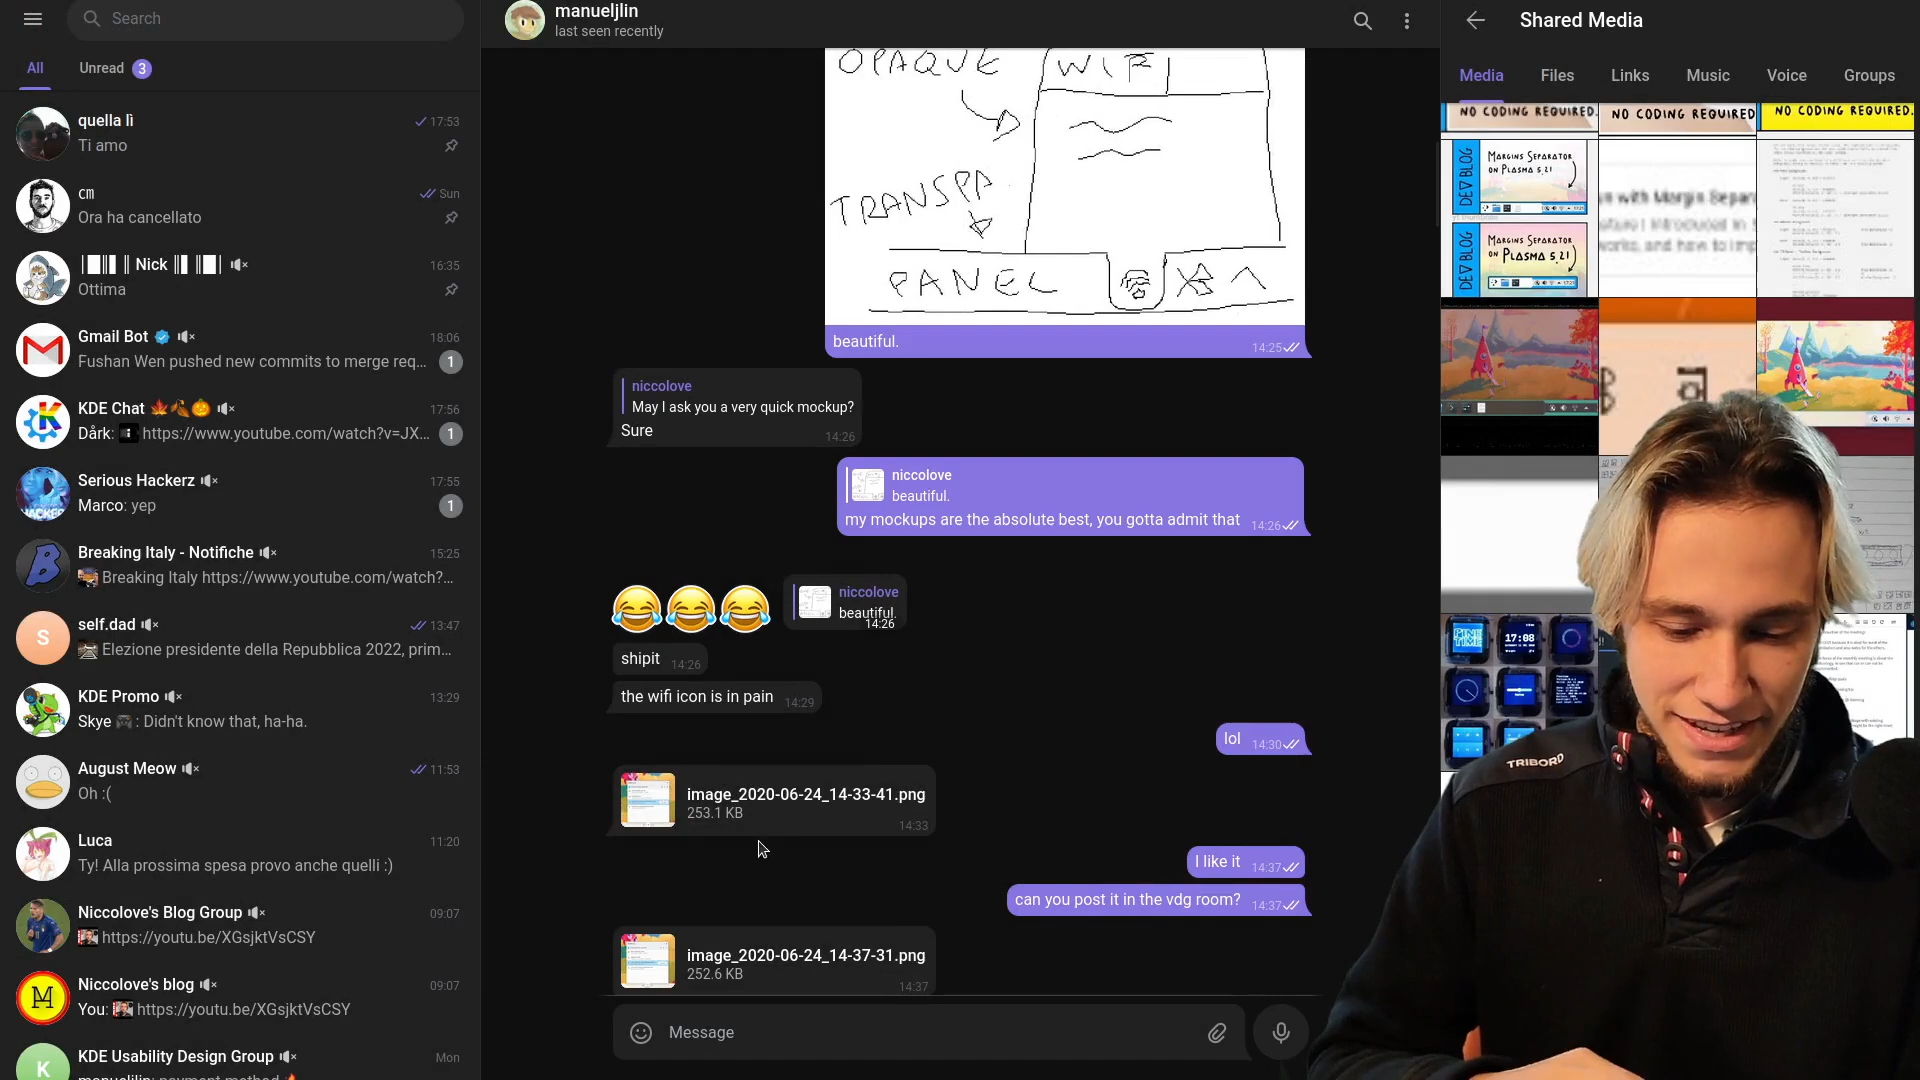 Search
All
Unread 3
quella lì
17:53
Ti amo
cm
Sun
Ora ha cancellato
Nick
16:35
Ottima
Gmail Bot
18:06
Fushan Wen pushed new commits to merge req...
1
KDE Chat
17:56
Dårk: https://www.youtube.com/watch?v=JX...
1
Serious Hackerz
17:55
Marco: yep
1
Breaking Italy - Notifiche
15:25
Breaking Italy https://www.youtube.com/watch?...
S
self.dad
13:47
Elezione presidente della Repubblica 2022, prim...
KDE Promo
13:29
Skye : Didn't know that, ha-ha.
August Meow
11:53
Oh :(
Luca
11:20
Ty! Alla prossima spesa provo anche quelli :)
Niccolove's Blog Group
09:07
https://youtu.be/XGsjktVsCSY
Niccolove's blog
09:07
You: https://youtu.be/XGsjktVsCSY
K
KDE Usability Design Group
Mon
manueljlin: payment method
manueljlin
last seen recently
OPAQUE
WIF
TRANSPA
PANEL
beautiful.
14:25
niccolove
May I ask you a very quick mockup?
Sure
14:26
niccolove
beautiful.
my mockups are the absolute best, you gotta admit that
14:26
niccolove
beautiful.
14:26
shipit
14:26
the wifi icon is in pain
14:29
lol
14:30
image_2020-06-24_14-33-41.png
253.1 KB
14:33
I like it
14:37
can you post it in the vdg room?
14:37
image_2020-06-24_14-37-31.png
252.6 KB
14:37
Message
Shared Media
Media
Files
Links
Music
Voice
Groups
NO CODING REQUIRED.
NO CODING REQUIRED
NO CODING REQUIRED.
DEV BLOG
MARGINS SEPARATOR
ON PLASMA 5.21
DEV BLOG
MARGINS SEPARATOR
ON PLASMA 5.21
with Margin Separ
PINE
TIME
17:08
TRIBORD